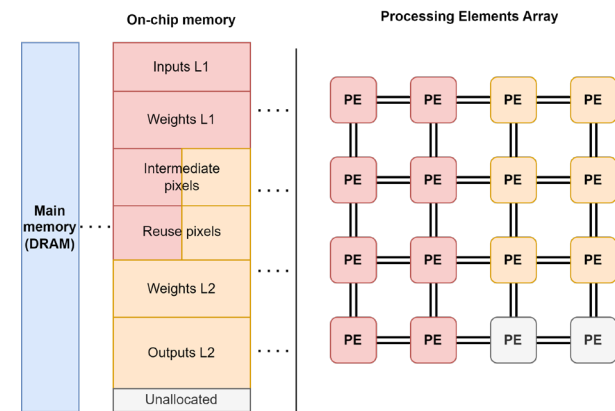 On-chip memory
Processing Elements Array
Main
memory
(DRAM)
Inputs L1
Weights L1
Intermediate
pixels
Reuse pixels
Weights L2
Outputs L2
Unallocated
PE PE PE PE
PE PE PE PE
PE PE PE PE
PE PE PE PE